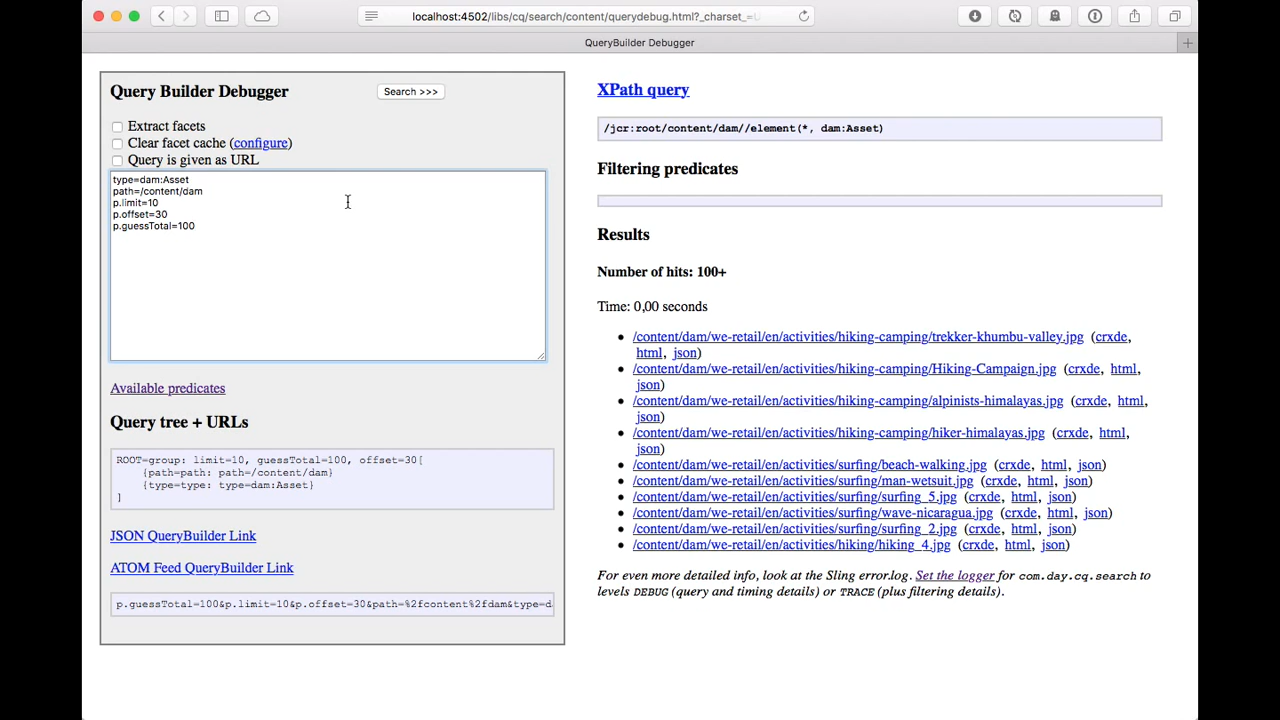 localhost:4502/libs/cq/search/content/querydebug.html?_charset_=U
QueryBuilder Debugger
Query Builder Debugger
Search >>>
Extract facets
Clear facet cache (configure)
Query is given as URL
type=dam:Asset
path=/content/dam
p.limit=10
p.offset=30
p.guessTotal=100
Available predicates
Query tree + URLs
ROOT=group: limit=10, guessTotal=100, offset=30[
{path=path: path=/content/dam}
{type=type: type=dam:Asset}
]
JSON QueryBuilder Link
ATOM Feed QueryBuilder Link
p.guessTotal=100&p.limit=10&p.offset=30&path=%2fcontent%2fdam&type=d
XPath query
/jcr:root/content/dam//element(*, dam:Asset)
Filtering predicates
Results
Number of hits: 100+
Time: 0,00 seconds
/content/dam/we-retail/en/activities/hiking-camping/trekker-khumbu-valley.jpg (crxde,
html, json)
/content/dam/we-retail/en/activities/hiking-camping/Hiking-Campaign.jpg (crxde, html,
json)
/content/dam/we-retail/en/activities/hiking-camping/alpinists-himalayas.jpg (crxde, html,
json)
/content/dam/we-retail/en/activities/hiking-camping/hiker-himalayas.jpg (crxde, html,
json)
/content/dam/we-retail/en/activities/surfing/beach-walking.jpg (crxde, html, json)
/content/dam/we-retail/en/activities/surfing/man-wetsuit.jpg (crxde, html, json)
/content/dam/we-retail/en/activities/surfing/surfing_5.jpg (crxde, html, json)
/content/dam/we-retail/en/activities/surfing/wave-nicaragua.jpg (crxde, html, json)
/content/dam/we-retail/en/activities/surfing/surfing_2.jpg (crxde, html, json)
/content/dam/we-retail/en/activities/hiking/hiking_4.jpg (crxde, html, json)
For even more detailed info, look at the Sling error.log. Set the logger for com.day.cq.search to
levels DEBUG (query and timing details) or TRACE (plus filtering details).